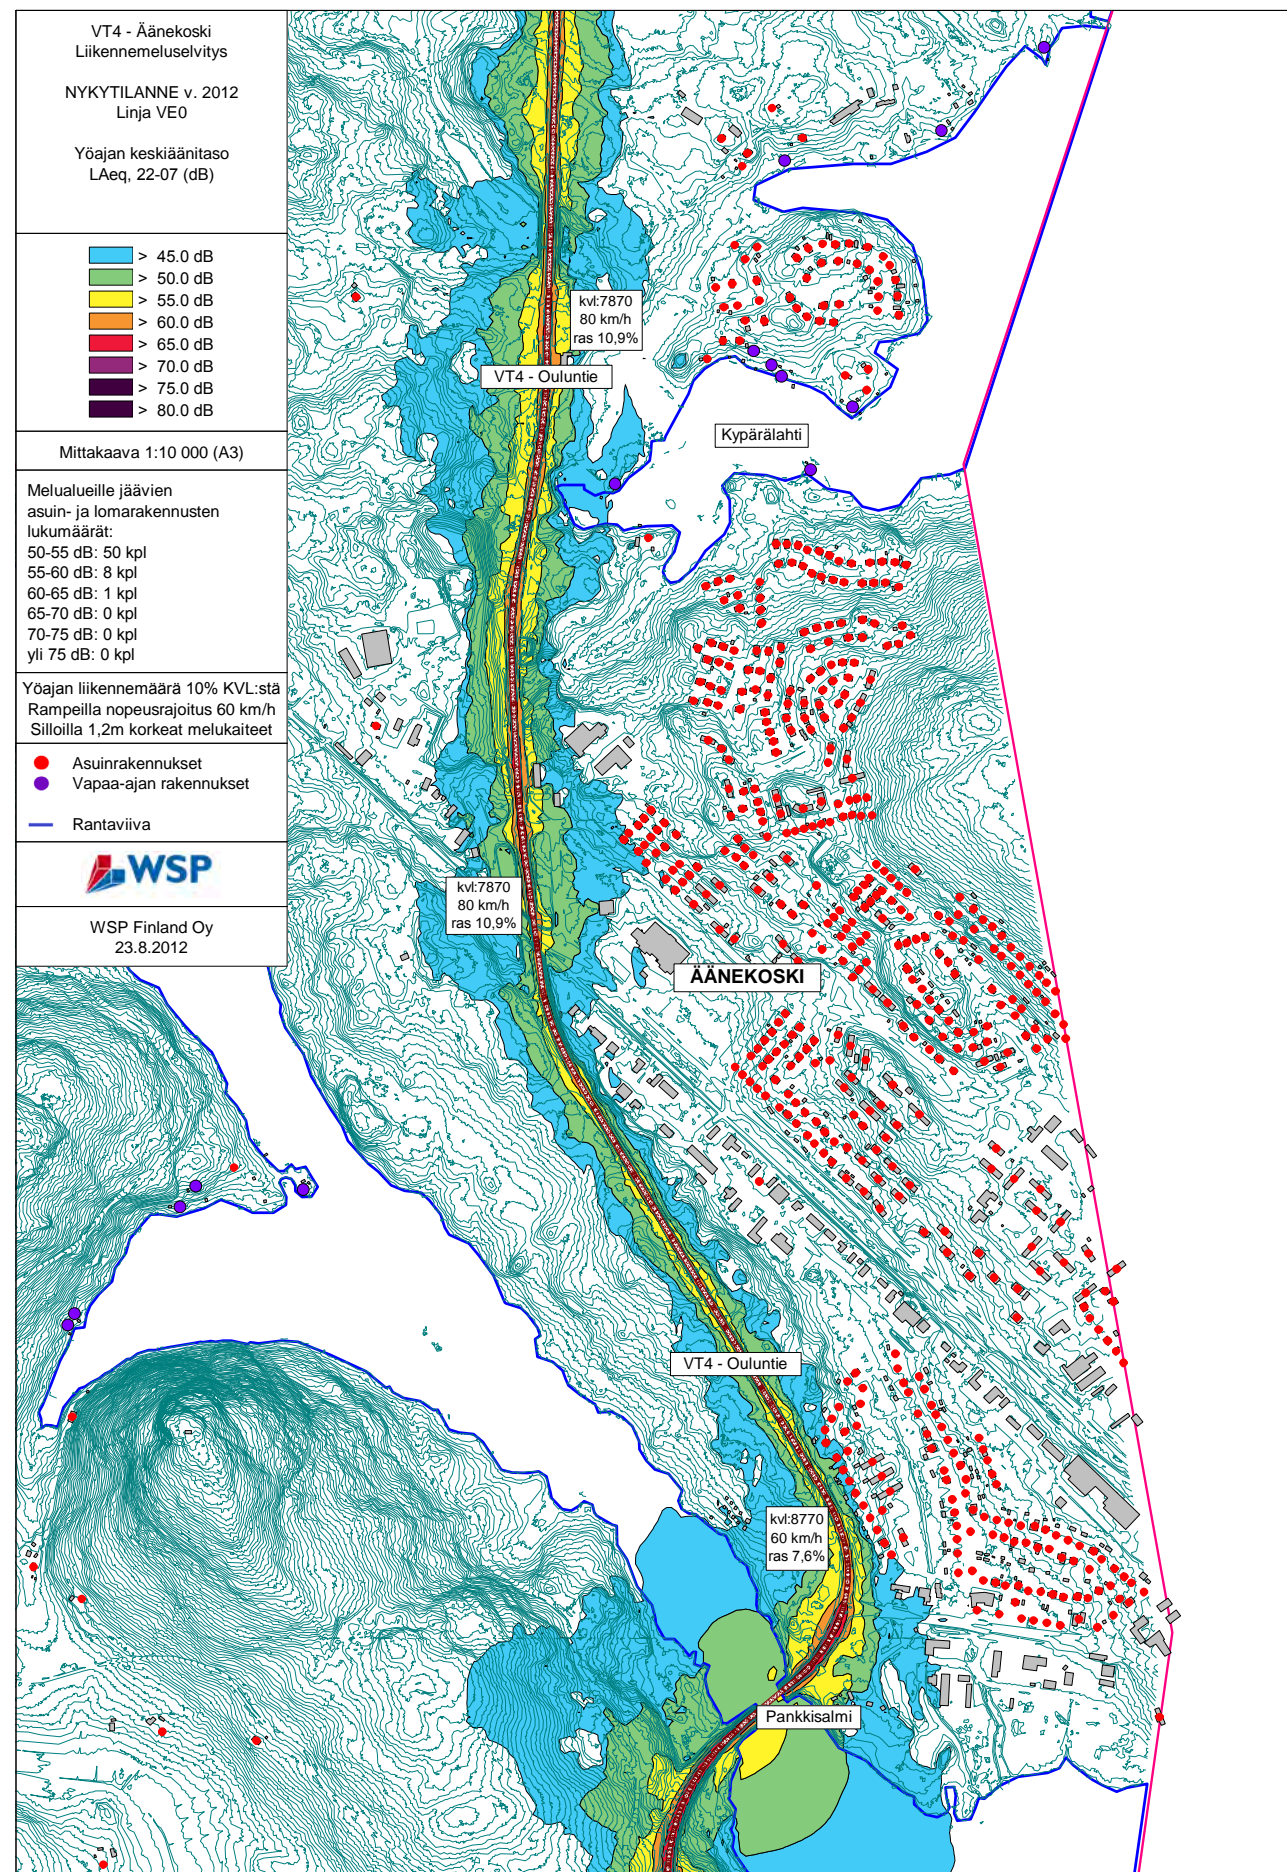 VT4 - Äänekoski
Liikennemeluselvitys
NYKYTILANNE v. 2012
Linja VE0
Yöajan keskiäänitaso
LAeq, 22-07 (dB)
> 45.0 dB
> 50.0 dB
> 55.0 dB
> 60.0 dB
> 65.0 dB
> 70.0 dB
> 75.0 dB
> 80.0 dB
Mittakaava 1:10 000 (A3)
Melualueille jäävien
asuin- ja lomarakennusten
lukumäärät:
50-55 dB: 50 kpl
55-60 dB: 8 kpl
60-65 dB: 1 kpl
65-70 dB: 0 kpl
70-75 dB: 0 kpl
yli 75 dB: 0 kpl
Yöajan liikennemäärä 10% KVL:stä
Rampeilla nopeusrajoitus 60 km/h
Silloilla 1,2m korkeat melukaiteet
Asuinrakennukset
Vapaa-ajan rakennukset
Rantaviiva
WSP
WSP Finland Oy
23.8.2012
kvl:7870
80 km/h
ras 10,9%
VT4 - Ouluntie
Kypärälahti
kvl:7870
80 km/h
ras 10,9%
ÄÄNEKOSKI
VT4 - Ouluntie
kvl:8770
60 km/h
ras 7,6%
Pankkisalmi